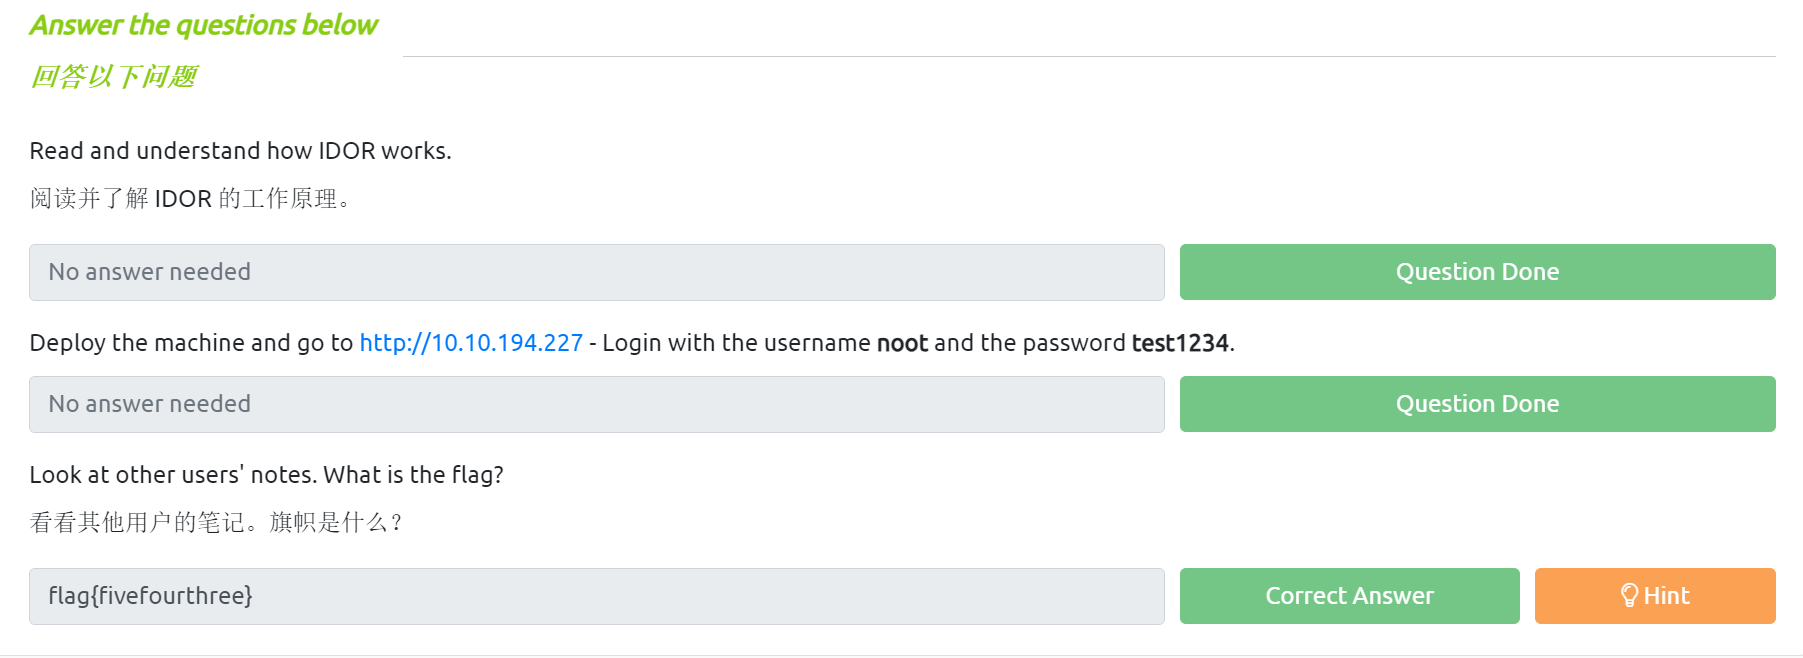 Answer the questions below
回答以下问题
Read and understand how IDOR works.
阅读并了解 IDOR 的工作原理。
No answer needed
Question Done
Deploy the machine and go to http://10.10.194.227 - Login with the username noot and the password test1234.
No answer needed
Question Done
Look at other users' notes. What is the flag?
看看其他用户的笔记。旗帜是什么？
flag{fivefourthree}
Correct Answer
Hint